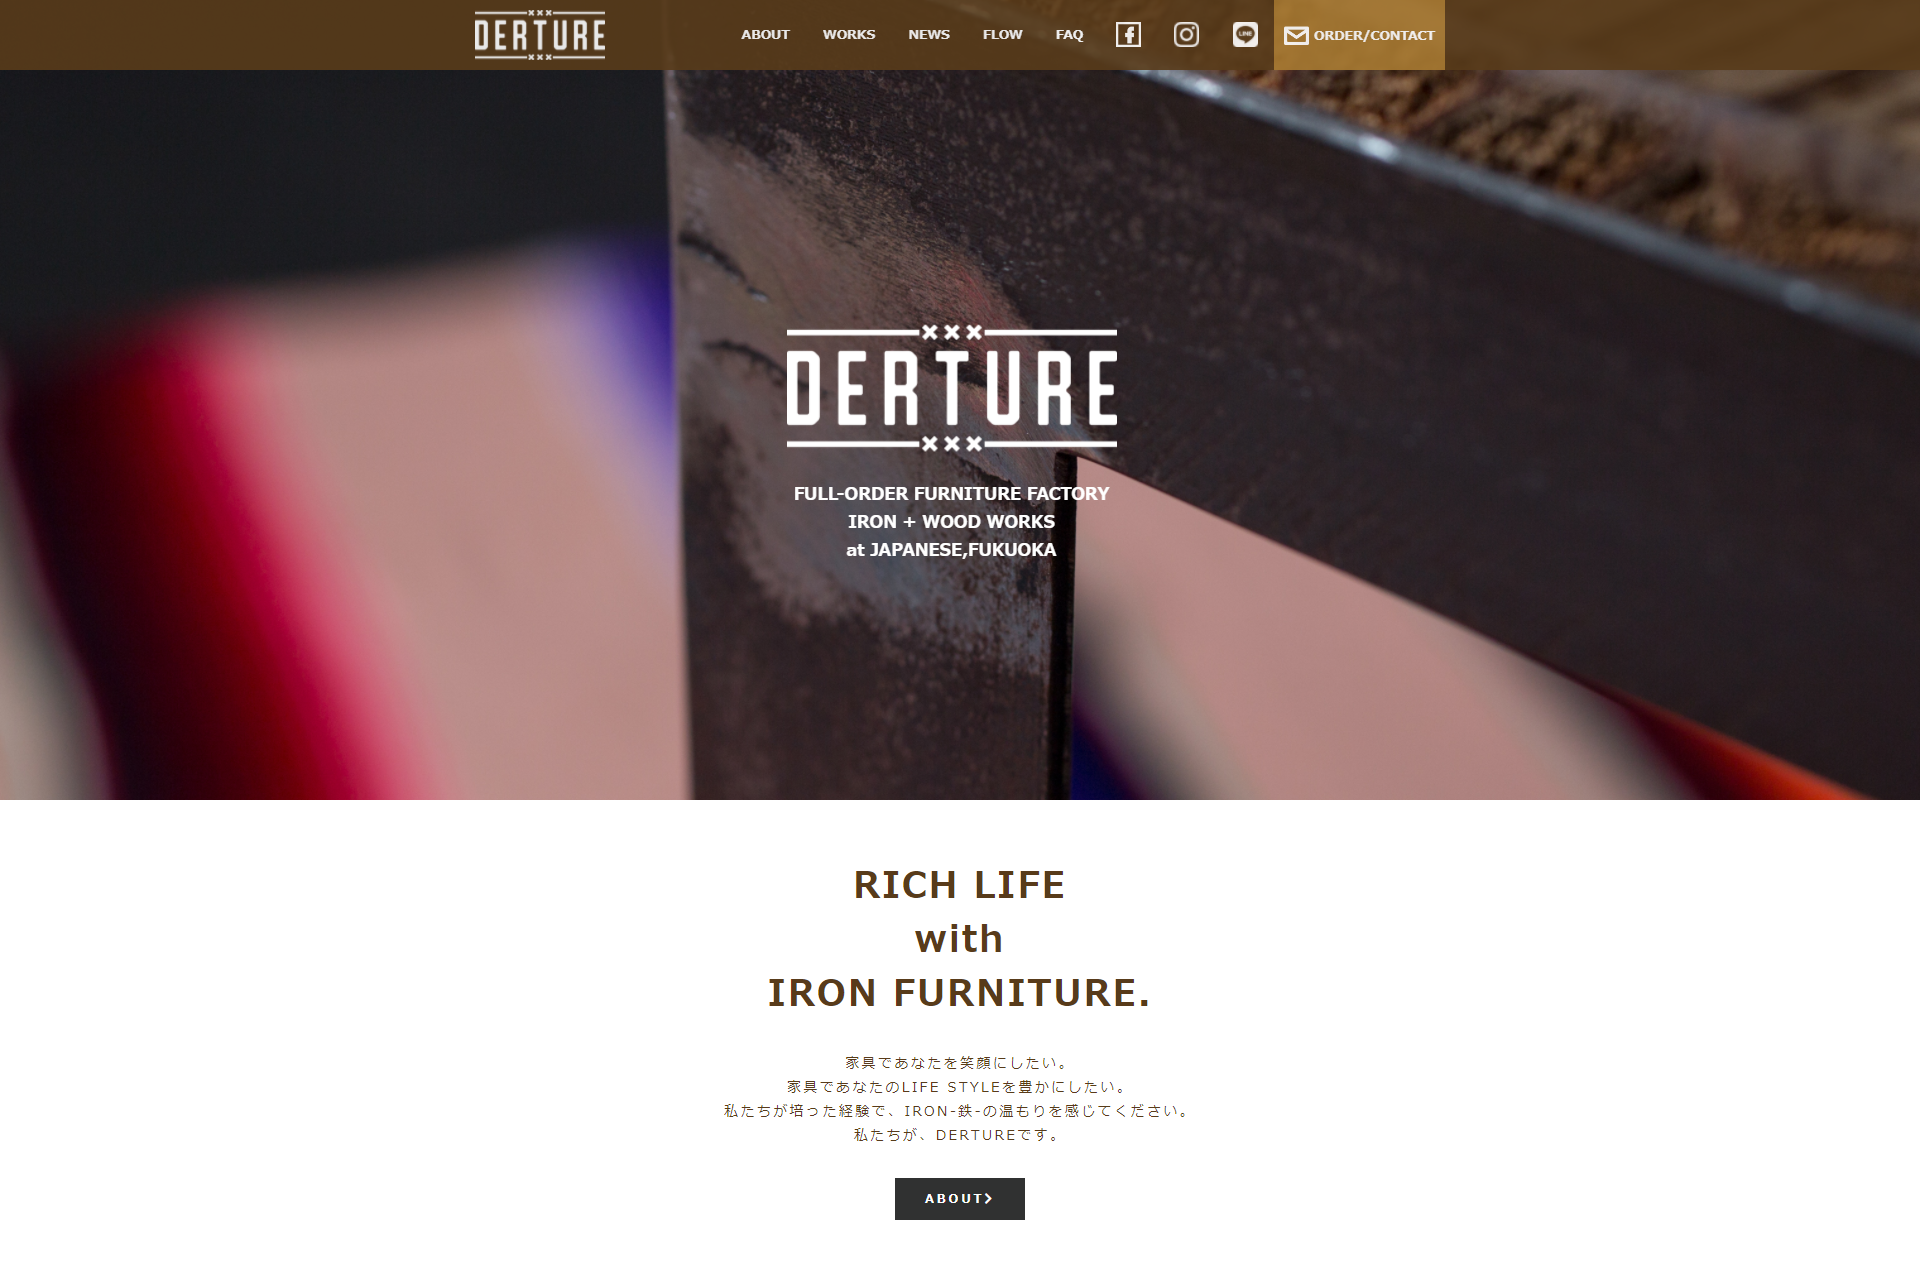 DERTURE
ABOUT WORKS NEWS FLOW FAQ LINE ORDER/CONTACT
DERTURE
FULL-ORDER FURNITURE FACTORY
IRON + WOOD WORKS
at JAPANESE,FUKUOKA
RICH LIFE
with
IRON FURNITURE.
家具であなたを笑顔にしたい。
家具であなたのLIFE STYLEを豊かにしたい。
私たちが培った経験で、IRON-鉄-の温もりを感じてください。
私たちが、DERTUREです。
ABOUT